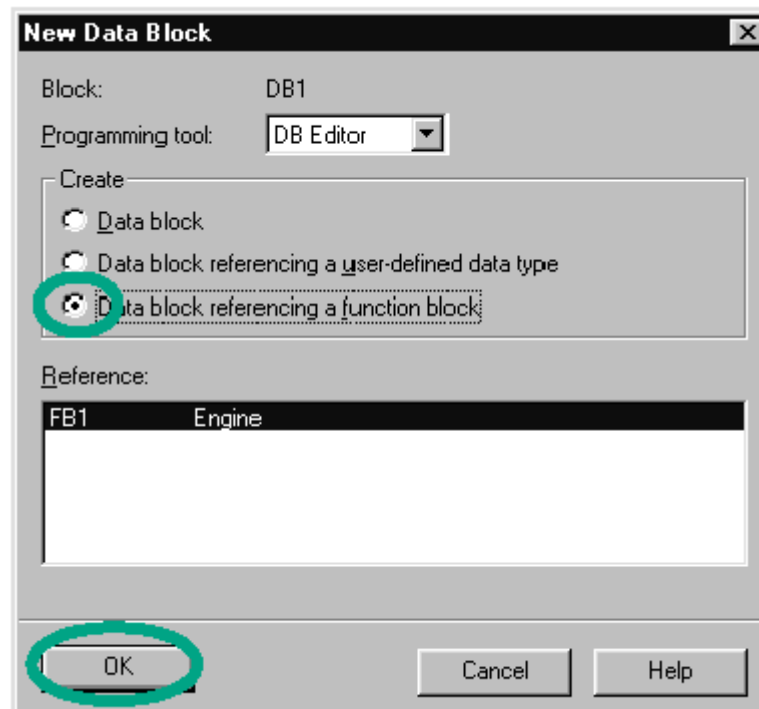 New Data Block
Block: DB1
Programming tool: DB Editor
Create
Data block
Data block referencing a user-defined data type
Data block referencing a function block
Reference:
FB1 Engine
OK Cancel Help